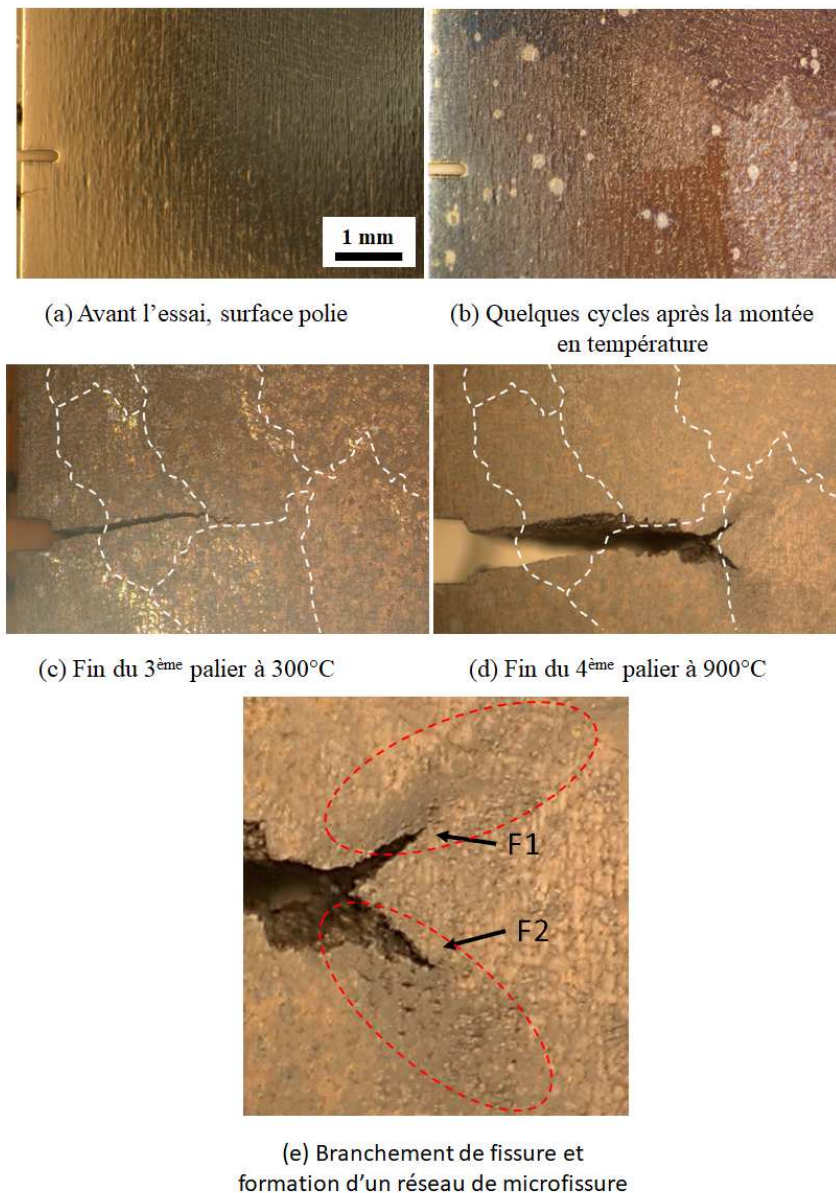 1 mm
(a) Avant l'essai, surface polie
(b) Quelques cycles après la montée
en température
(c) Fin du 3ème palier à 300°C
(d) Fin du 4ème palier à 900°C
F1
F2
(e) Branchement de fissure et
formation d'un réseau de microfissure